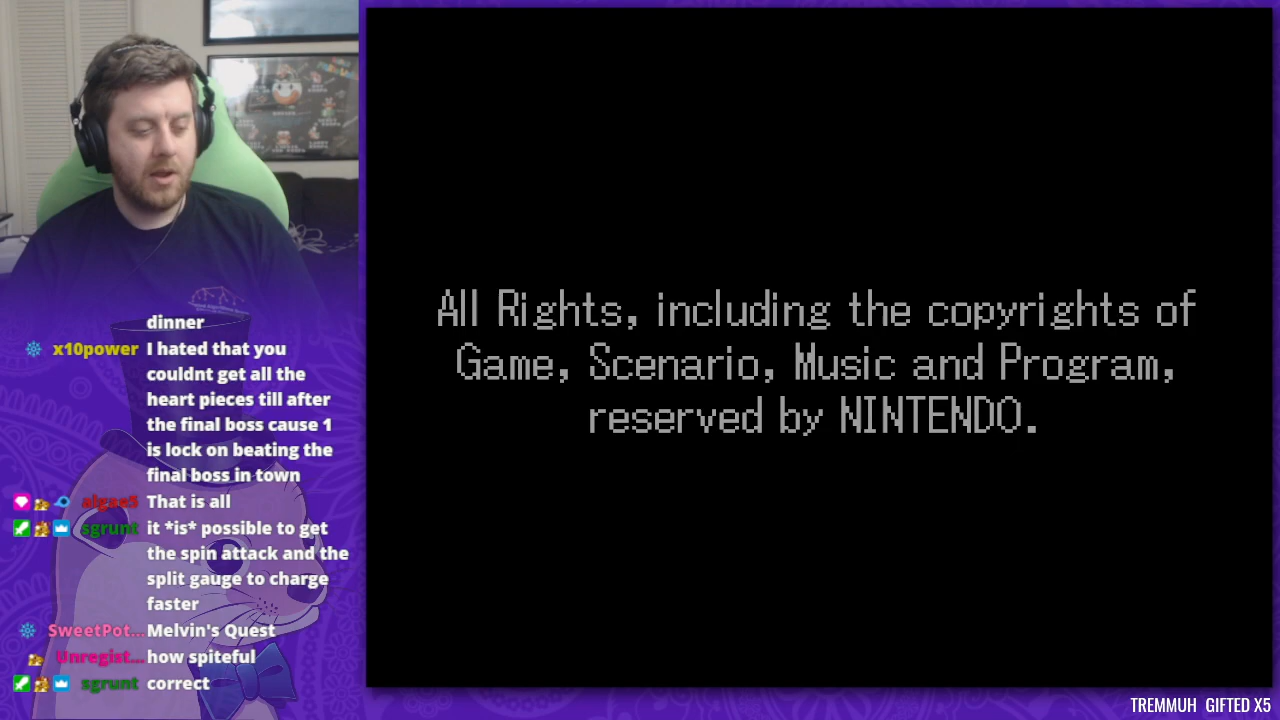 dinner
x10power I hated that you
couldnt get all the
heart pieces till after
the final boss cause 1
is lock on beating the
final boss in town
algaa5 That is all
sgrunt it *is* possible to get
the spin attack and the
split gauge to charge
faster
SweetPot... Melvin's Quest
Unregist... how spiteful
sgrunt correct
All Rights, including the copyrights of
Game, Scenario, Music and Program,
reserved by NINTENDO.
TREMMUH GIFTED X5